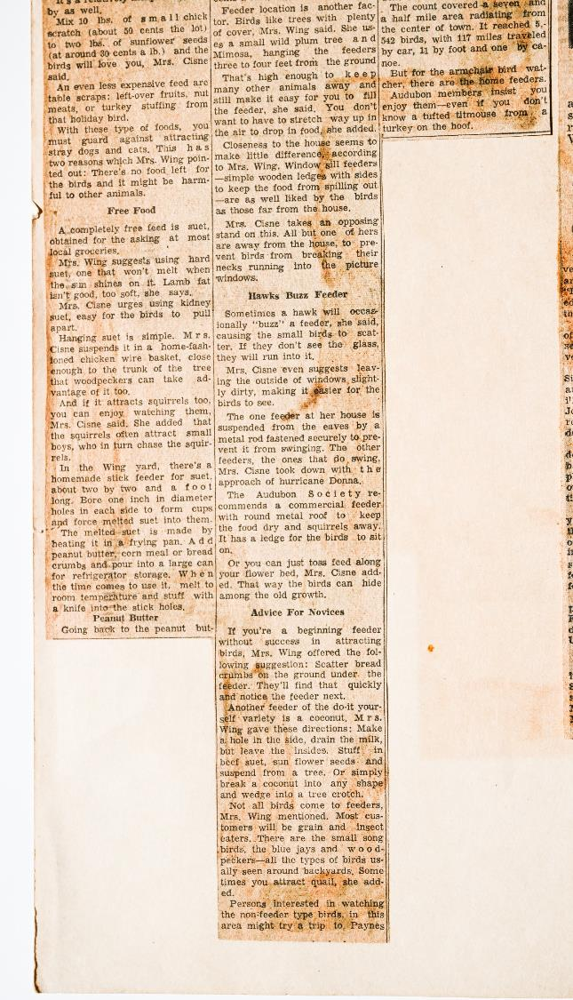 by as well.
Mix 10 lbs. of small chick
scratch (about 50 cents the lot)
to two lbs. of sunflower seeds
(at around 30 cents a lb.) and the
birds will love you, Mrs. Cisne
said.
An even less expensive feed are
table scraps: left-over fruits, nut
meats, or turkey stuffing from
that holiday bird.
With these type of foods, you
must guard against attracting
stray dogs and cats. This has
two reasons which Mrs. Wing poin-
ted out: There's no food left for
the birds and it might be harm-
ful to other animals.
Free Food
A completely free feed is suet,
obtained for the asking at most
local groceries.
Mrs. Wing suggests using hard
suet, one that won't melt when
the sun shines on it. Lamb fat
isn't good, too soft, she says.
Mrs. Cisne urges using kidney
suet, easy for the birds to pull
apart.
Hanging suet is simple. Mrs.
Cisne suspends it in a home-fash-
ioned chicken wire basket, close
enough to the trunk of the tree
that woodpeckers can take ad-
vantage of it too.
And if it attracts squirrels too,
you can enjoy watching them,
Mrs. Cisne said. She added that
the squirrels often attract small
boys, who in turn chase the squir-
rels.
In the Wing yard, there's a
homemade stick feeder for suet,
about two by two and a foot
long. Bore one inch in diameter
holes in each side to form cups
and force melted suet into them.
The melted suet is made by
heating it in a frying pan. Add
peanut butter, corn meal or bread
crumbs and pour into a large can
for refrigerator storage. When
the time comes to use it, melt to
room temperature and stuff with
a knife into the stick holes.
Peanut Butter
Going back to the peanut but-
Feeder location is another fac-
tor. Birds like trees with plenty
of cover, Mrs. Wing said. She us-
es a small wild plum tree and
Mimosa, hanging the feeders
three to four feet from the ground
That's high enough to keep
many other animals away and
still make it easy for you to fill
the feeder, she said. You don't
want to have to stretch way up in
the air to drop in food, she added.
Closeness to the house seems to
make little difference, according
to Mrs. Wing. Window sill feeders
—simple wooden ledges with sides
to keep the food from spilling out
—are as well liked by the birds
as those far from the house.
Mrs. Cisne takes an opposing
stand on this. All but one of hers
are away from the house, to pre-
vent birds from breaking their
necks running into the picture
windows.
Hawks Buzz Feeder
Sometimes a hawk will occas-
ionally "buzz" a feeder, she said,
causing the small birds to scat-
ter. If they don't see the glass,
they will run into it.
Mrs. Cisne even suggests leav-
ing the outside of windows slight-
ly dirty, making it easier for the
birds to see.
The one feeder at her house is
suspended from the eaves by a
metal rod fastened securely to pre-
vent it from swinging. The other
feeders, the ones that do swing,
Mrs. Cisne took down with the
approach of hurricane Donna.
The Audubon Society re-
commends a commercial feeder
with round metal roof to keep
the food dry and squirrels away.
It has a ledge for the birds to sit
on.
Or you can just toss feed along
your flower bed, Mrs. Cisne add-
ed. That way the birds can hide
among the old growth.
Advice For Novices
If you're a beginning feeder
without success in attracting
birds, Mrs. Wing offered the fol-
lowing suggestion: Scatter bread
crumbs on the ground under the
feeder. They'll find that quickly
and notice the feeder next.
Another feeder of the do-it your-
self variety is a coconut, Mrs.
Wing gave these directions: Make
a hole in the side, drain the milk,
but leave the insides. Stuff in
beef suet, sun flower seeds and
suspend from a tree. Or simply
break a coconut into any shape
and wedge into a tree crotch.
Not all birds come to feeders,
Mrs. Wing mentioned. Most cus-
tomers will be grain and insect
eaters. There are the small song
birds, the blue jays and wood-
peckers—all the types of birds us-
ually seen around backyards. Some
times you attract quail, she add-
ed.
Persons interested in watching
the non-feeder type birds, in this
area might try a trip to Paynes
The count covered a seven and
a half mile area radiating from
the center of town. It reached 5,-
542 birds, with 117 miles traveled
by car, 11 by foot and one by ca-
noe.
But for the armchair bird wat-
cher, there are the home feeders.
Audubon members insist you
enjoy them—even if you don't
know a tufted titmouse from a
turkey on the hoof.